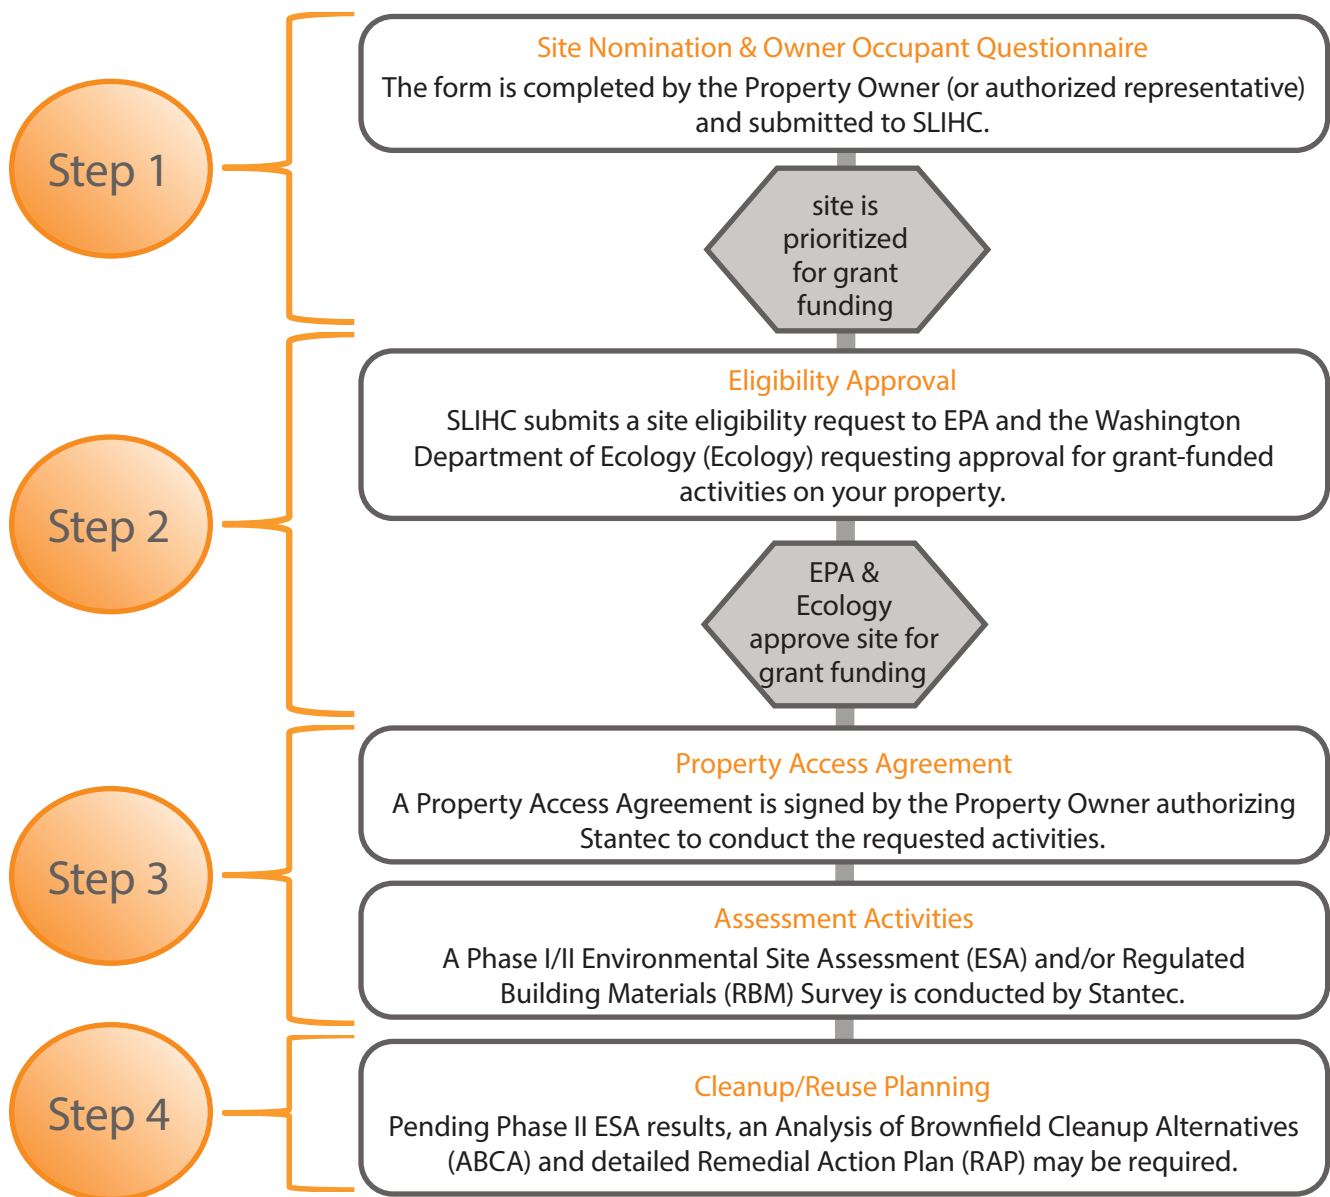 Step 1
Site Nomination & Owner Occupant Questionnaire
The form is completed by the Property Owner (or authorized representative)
and submitted to SLIHC.
site is
prioritized
for grant
funding
Step 2
Eligibility Approval
SLIHC submits a site eligibility request to EPA and the Washington
Department of Ecology (Ecology) requesting approval for grant-funded
activities on your property.
EPA &
Ecology
approve site for
grant funding
Step 3
Property Access Agreement
A Property Access Agreement is signed by the Property Owner authorizing
Stantec to conduct the requested activities.
Assessment Activities
A Phase I/II Environmental Site Assessment (ESA) and/or Regulated
Building Materials (RBM) Survey is conducted by Stantec.
Step 4
Cleanup/Reuse Planning
Pending Phase II ESA results, an Analysis of Brownfield Cleanup Alternatives
(ABCA) and detailed Remedial Action Plan (RAP) may be required.